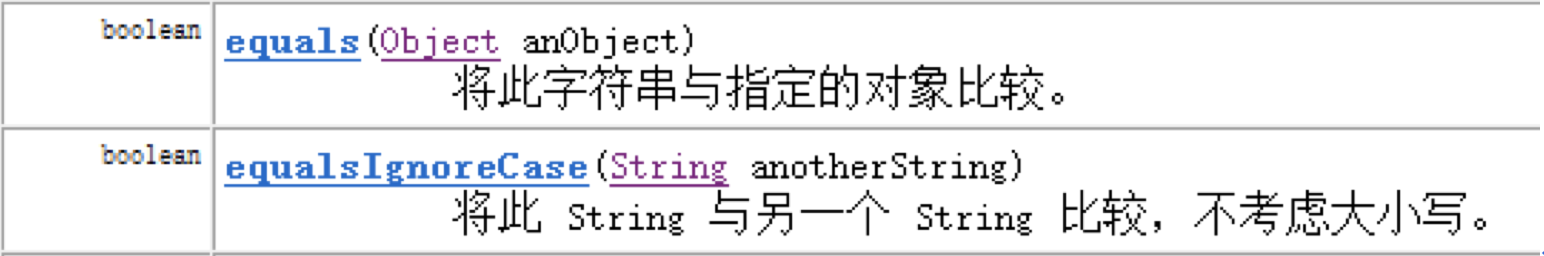 boolean equals(Object anObject)
将此字符串与指定的对象比较。
boolean equalsIgnoreCase(String anotherString)
将此 String 与另一个 String 比较，不考虑大小写。